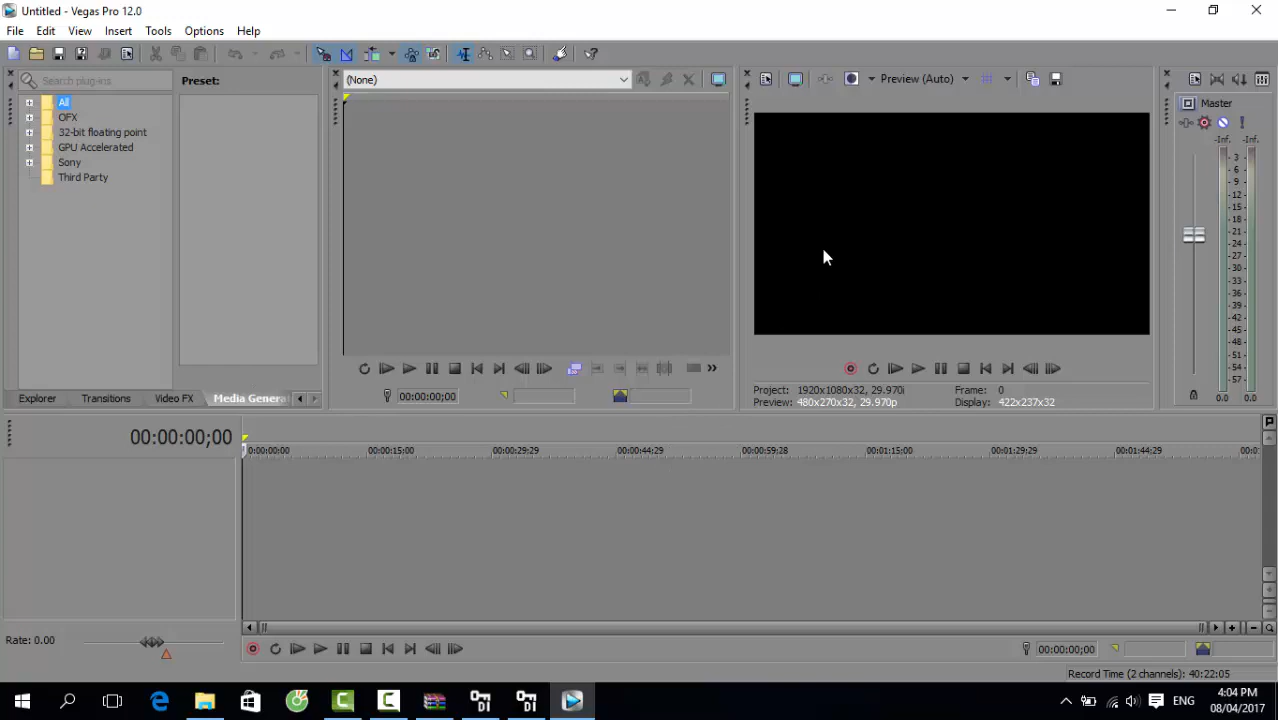 Untitled - Vegas Pro 12.0
File Edit View Insert Tools Options Help
Search plug-ins
Preset:
All
OFX
32-bit floating point
GPU Accelerated
Sony
Third Party
Explorer Transitions Video FX Media Genera
(None)
00:00:00;00
Preview (Auto)
Project: 1920x1080x32, 29.970i Frame: 0
Preview: 480x270x32, 29.970p Display: 422x237x32
Master
-Inf. -Inf.
3
6
9
12
15
18
21
24
27
30
33
36
39
42
45
48
51
54
57
0.0 0.0
00:00:00;00
0:00:00:00 00:00:15;00 00:00:29;29 00:00:44;29 00:00:59;28 00:01:15;00 00:01:29;29 00:01:44;29 00:0
Rate: 0.00
00:00:00;00
Record Time (2 channels): 40:22:05
ENG
4:04 PM
08/04/2017